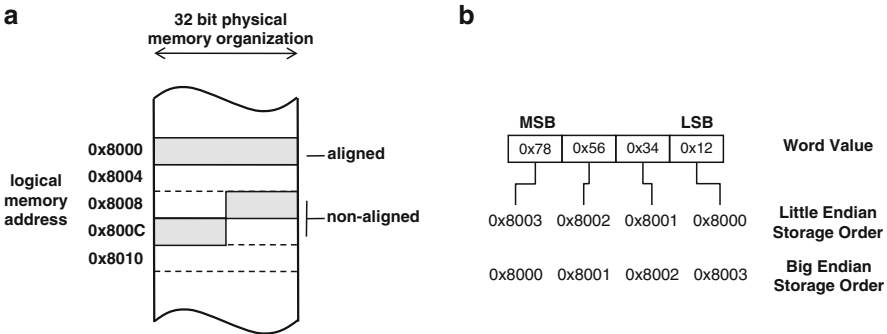 a
32 bit physical
memory organization
0x8000
0x8004
0x8008
0x800C
0x8010
logical
memory
address
aligned
non-aligned
b
MSB
LSB
0x78
0x56
0x34
0x12
Word Value
0x8003 0x8002 0x8001 0x8000
Little Endian
Storage Order
0x8000 0x8001 0x8002 0x8003
Big Endian
Storage Order